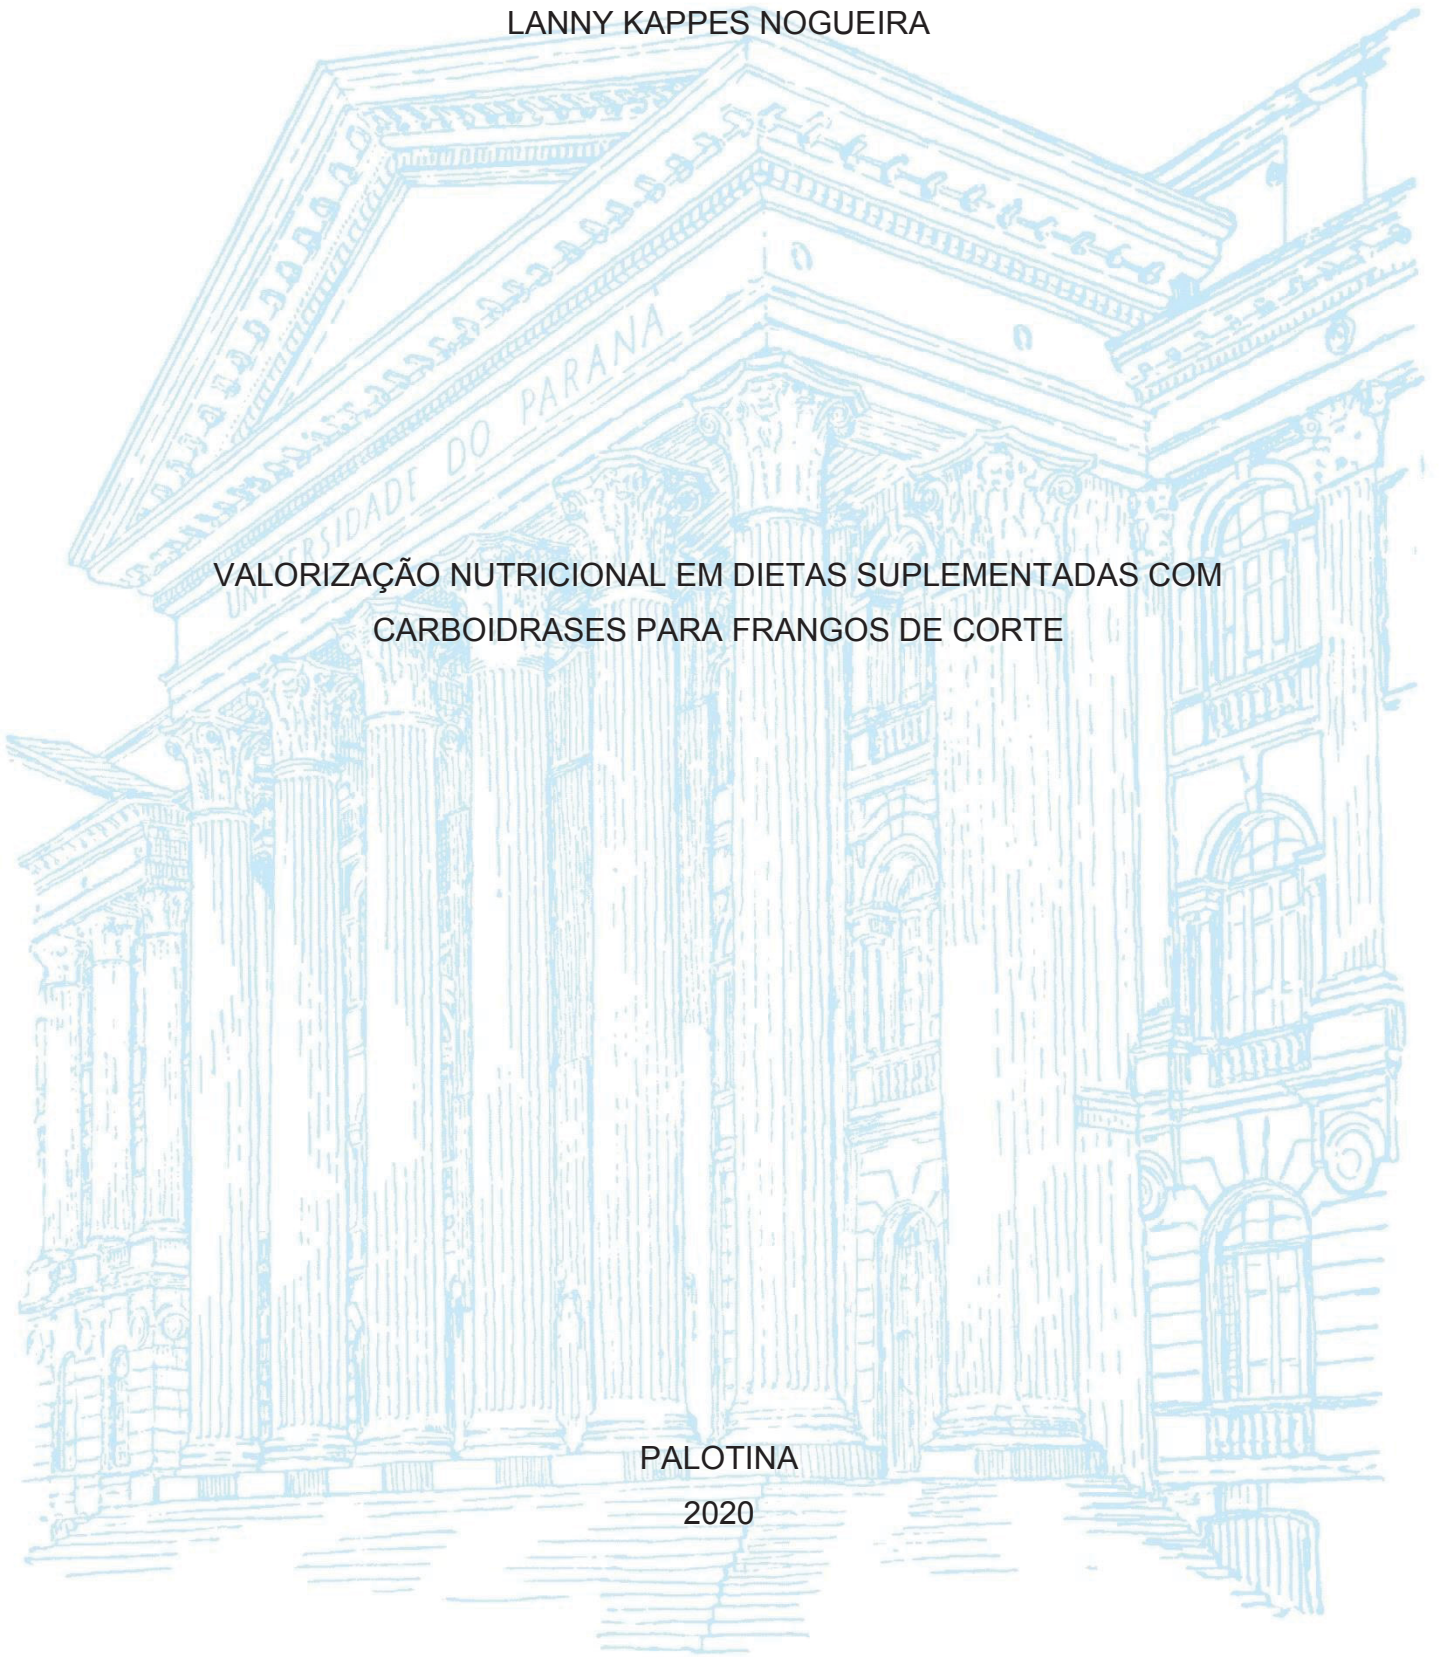 LANNY KAPPES NOGUEIRA
UNIVERSIDADE DO PARANÁ
VALORIZAÇÃO NUTRICIONAL EM DIETAS SUPLEMENTADAS COM
CARBOIDRASES PARA FRANGOS DE CORTE
PALOTINA
2020